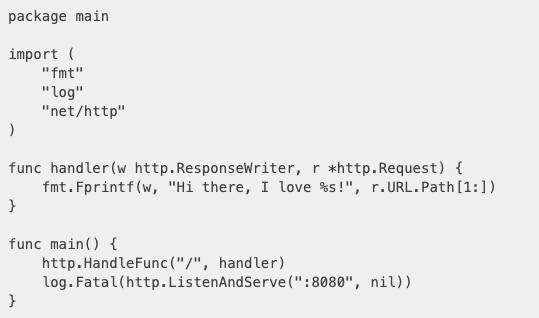 package main

import (
    "fmt"
    "log"
    "net/http"
)

func handler(w http.ResponseWriter, r *http.Request) {
    fmt.Fprintf(w, "Hi there, I love %s!", r.URL.Path[1:])
}

func main() {
    http.HandleFunc("/", handler)
    log.Fatal(http.ListenAndServe(":8080", nil))
}